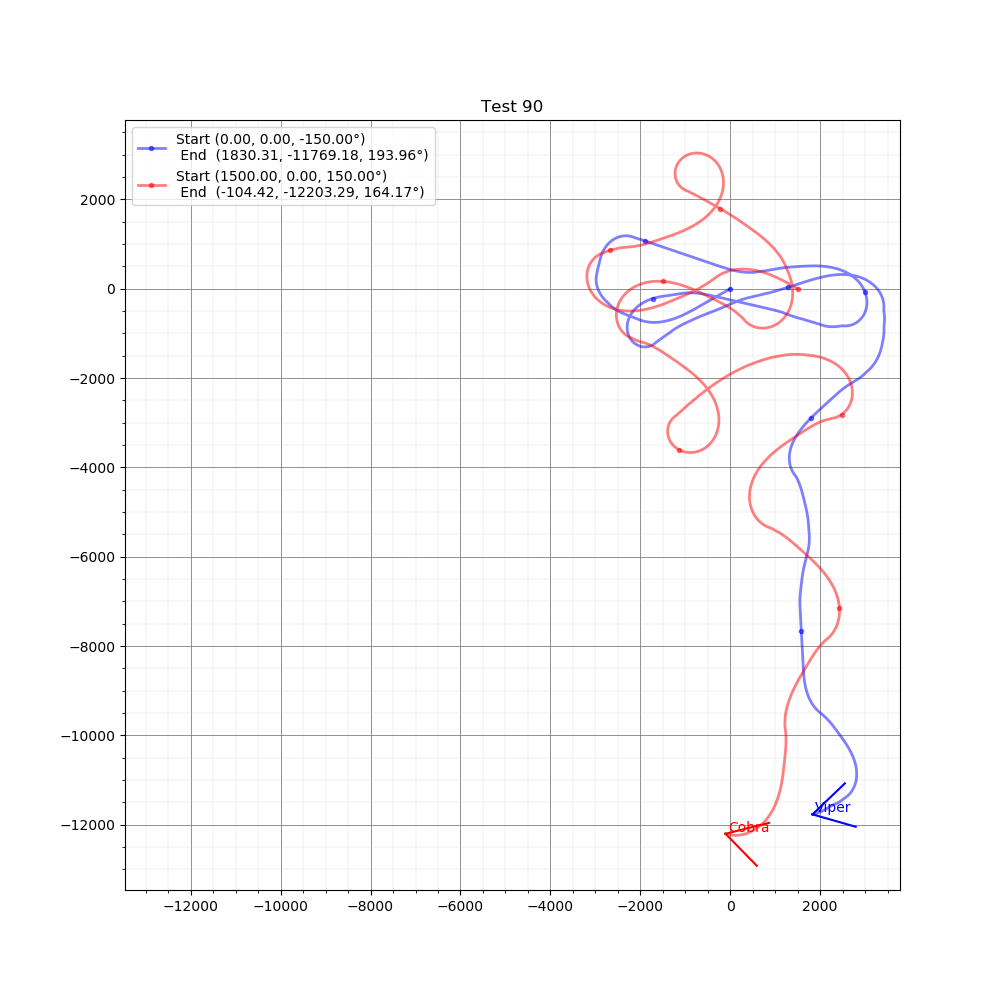 Test 90
Start (0.00, 0.00, -150.00°)
End (1830.31, -11769.18, 193.96°)
Start (1500.00, 0.00, 150.00°)
End (-104.42, -12203.29, 164.17°)
2000
0
−2000
−4000
−6000
−8000
−10000
−12000
Viper
Cobra
−12000 −10000 −8000 −6000 −4000 −2000 0 2000